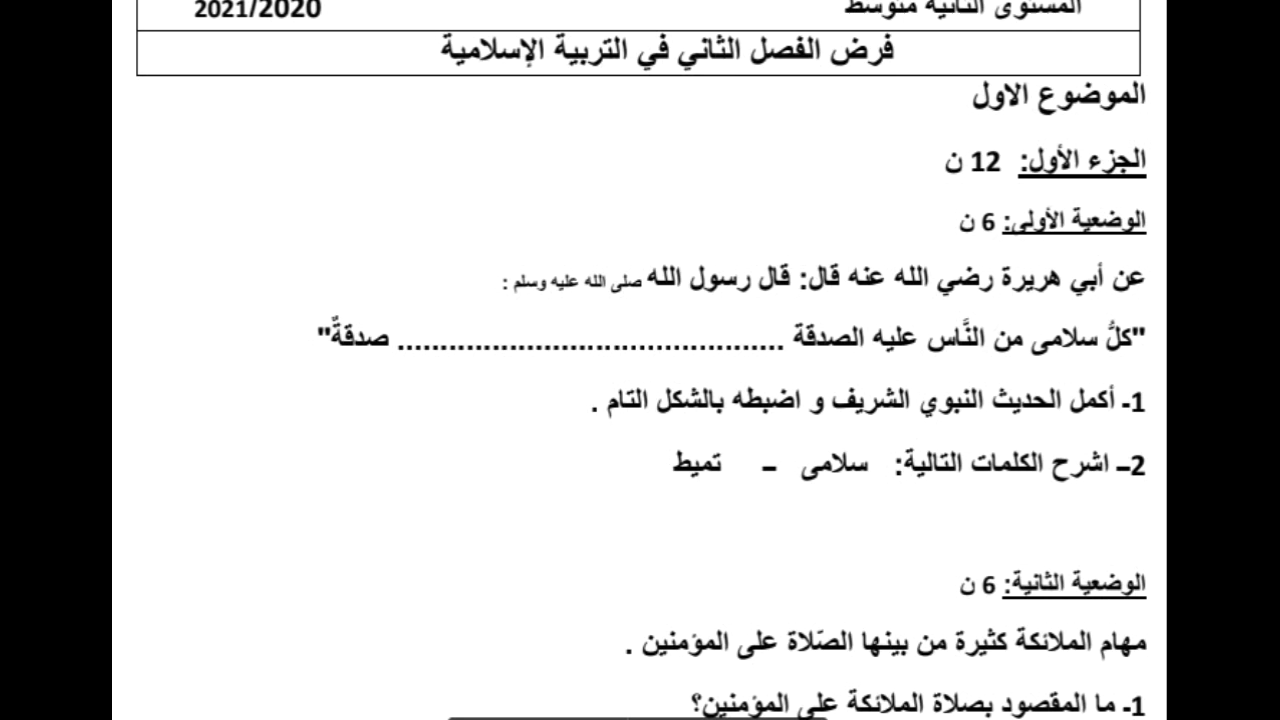 المستوى الثانية متوسط 2021/2020
فرض الفصل الثاني في التربية الإسلامية
الموضوع الاول
الجزء الأول: 12 ن
الوضعية الأولى: 6 ن
عن أبي هريرة رضي الله عنه قال: قال رسول الله صلى الله عليه وسلم :
"كلُّ سلامى من النَّاس عليه الصدقة ............................................ صدقةٌ"
1- أكمل الحديث النبوي الشريف و اضبطه بالشكل التام .
2– اشرح الكلمات التالية: سلامى – تميط
الوضعية الثانية: 6 ن
مهام الملائكة كثيرة من بينها الصّلاة على المؤمنين .
1- ما المقصود بصلاة الملائكة على المؤمنين؟